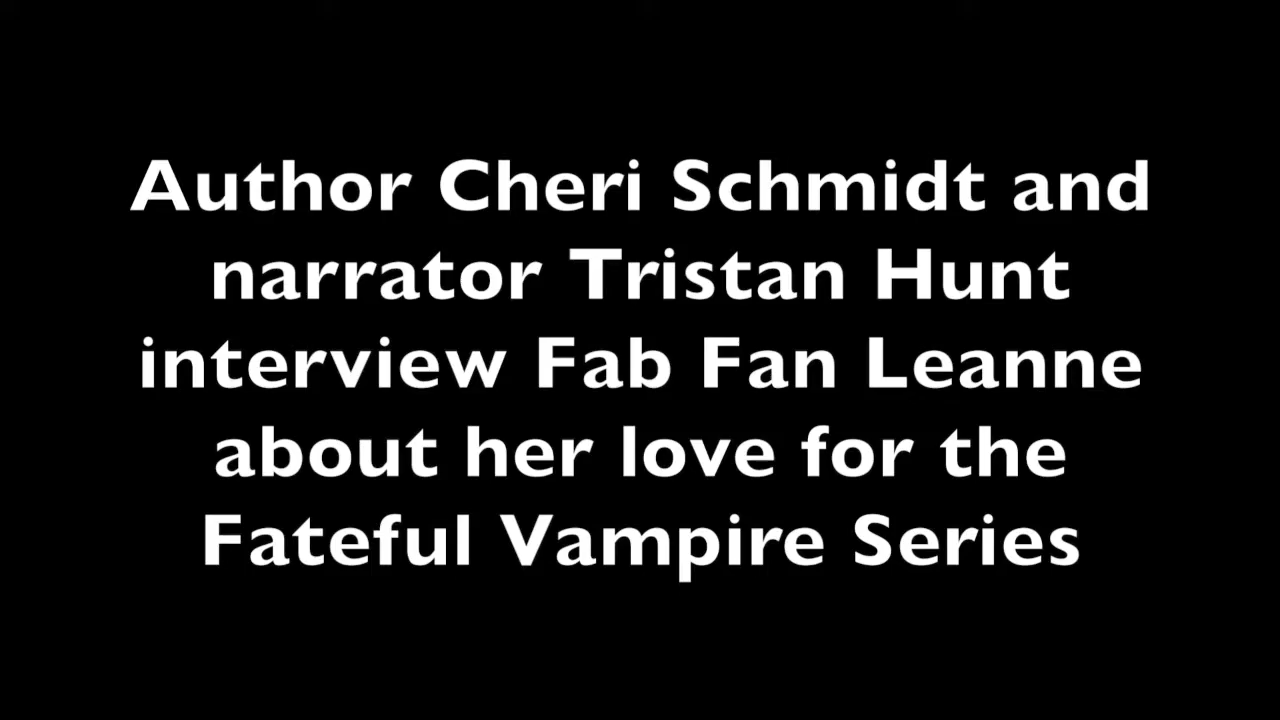 Author Cheri Schmidt and
narrator Tristan Hunt
interview Fab Fan Leanne
about her love for the
Fateful Vampire Series